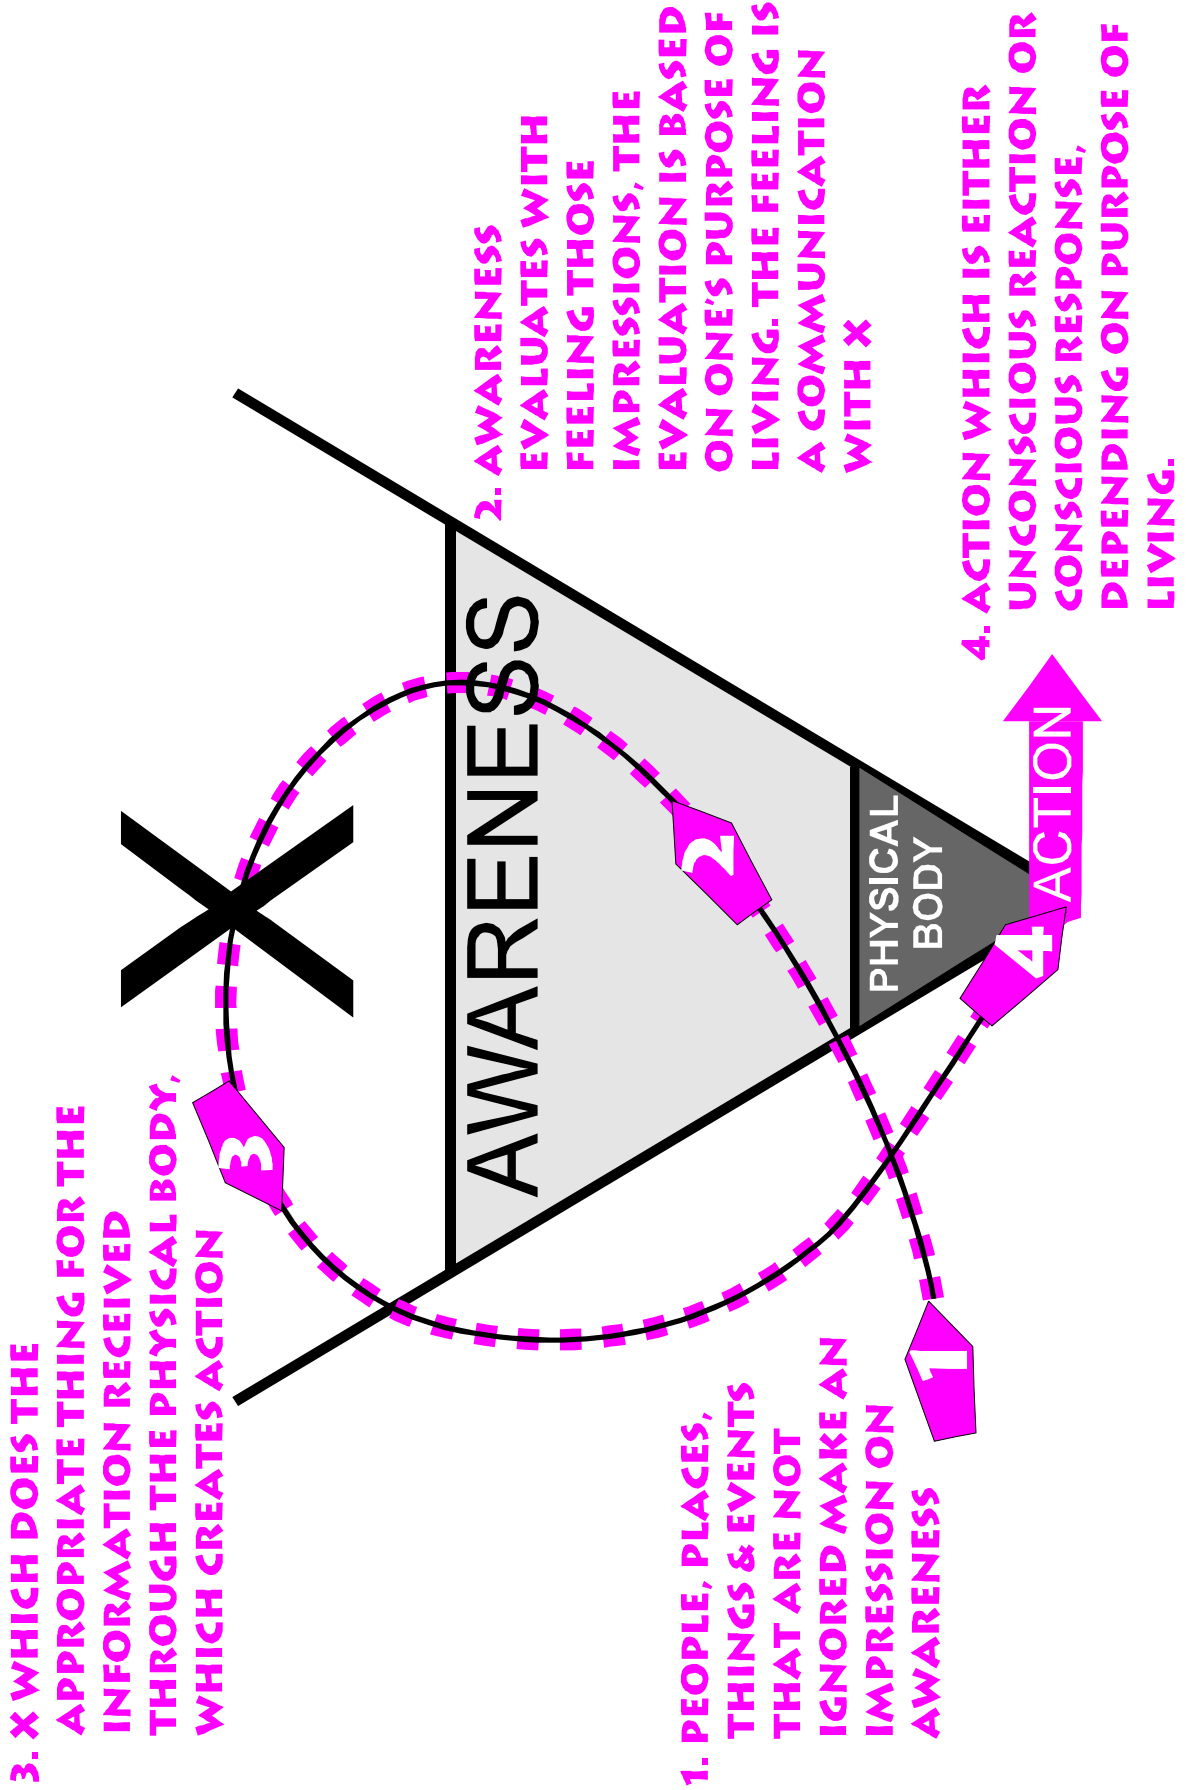 3. X WHICH DOES THE
APPROPRIATE THING FOR THE
INFORMATION RECEIVED
THROUGH THE PHYSICAL BODY,
WHICH CREATES ACTION
X
3
AWARENESS
2. AWARENESS
EVALUATES WITH
FEELING THOSE
IMPRESSIONS, THE
EVALUATION IS BASED
ON ONE'S PURPOSE OF
LIVING. THE FEELING IS
A COMMUNICATION
WITH X
2
1. PEOPLE, PLACES,
THINGS & EVENTS
THAT ARE NOT
IGNORED MAKE AN
IMPRESSION ON
AWARENESS
1
PHYSICAL
BODY
4
ACTION
4. ACTION WHICH IS EITHER
UNCONSCIOUS REACTION OR
CONSCIOUS RESPONSE,
DEPENDING ON PURPOSE OF
LIVING.